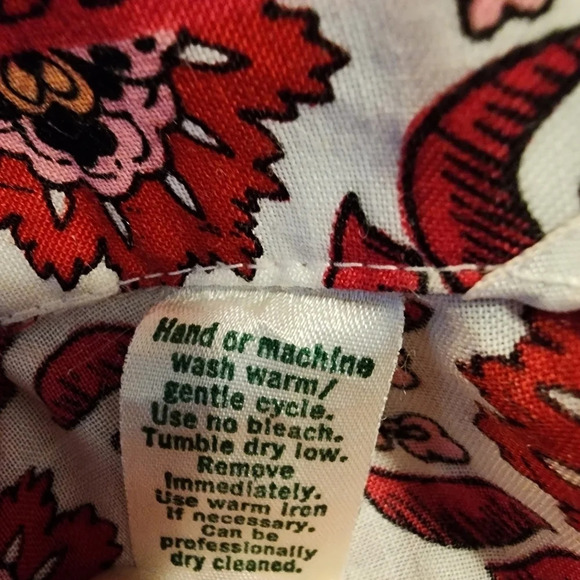 Hand or machine
wash warm/
gentle cycle.
Use no bleach.
Tumble dry low.
Remove
immediately.
Use warm iron
if necessary.
Can be
professionally
dry cleaned.